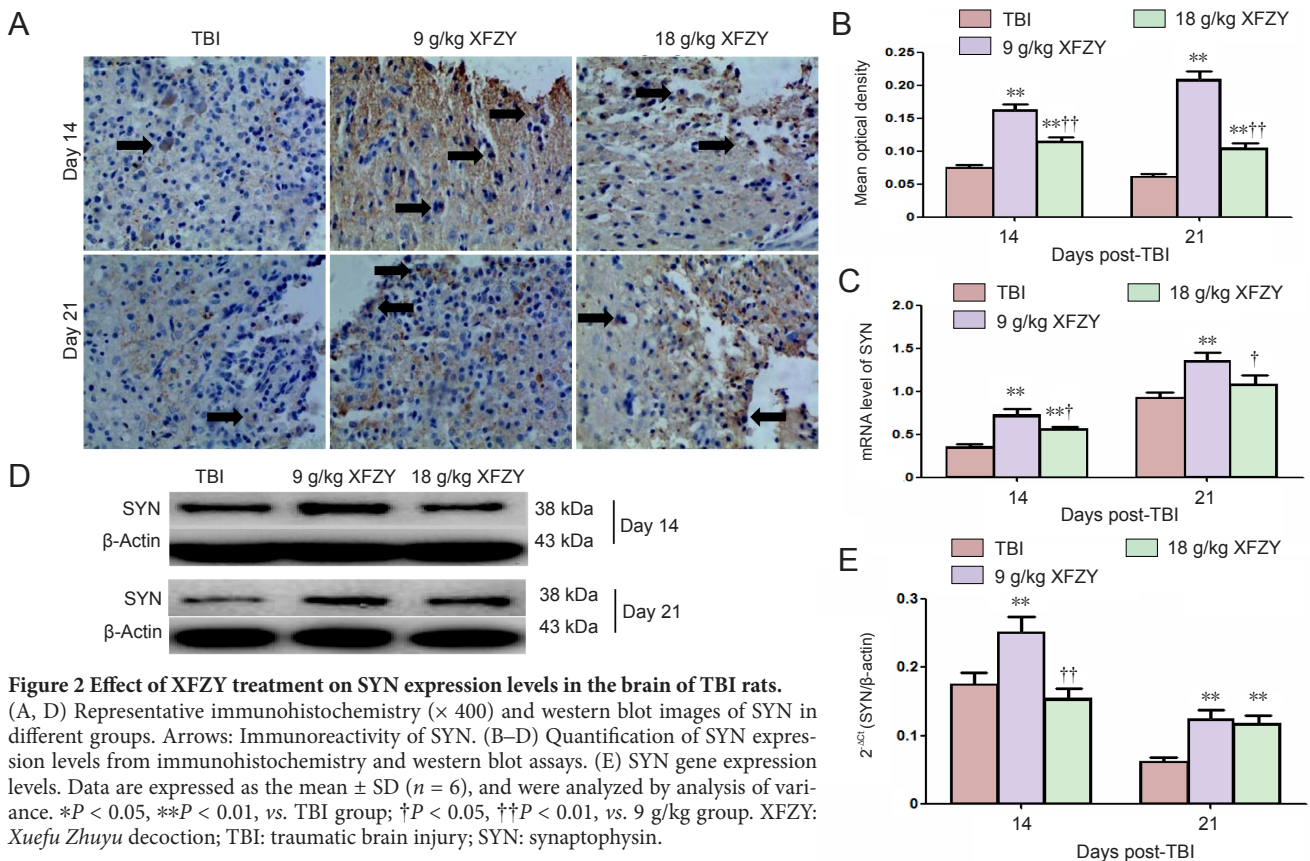 A
TBI
9 g/kg XFZY
18 g/kg XFZY
Day 14
Day 21
B
TBI
9 g/kg XFZY
18 g/kg XFZY
Mean optical density
0.25
0.20
0.15
0.10
0.05
0
**
**††
**
**††
14
21
Days post-TBI
C
TBI
9 g/kg XFZY
18 g/kg XFZY
mRNA level of SYN
2.0
1.5
1.0
0.5
0
**
**†
**
†
14
21
Days post-TBI
D
TBI
9 g/kg XFZY
18 g/kg XFZY
SYN
38 kDa
β-Actin
43 kDa
Day 14
SYN
38 kDa
β-Actin
43 kDa
Day 21
E
TBI
9 g/kg XFZY
18 g/kg XFZY
2^-ΔCt (SYN/β-actin)
0.3
0.2
0.1
0
**
††
**
**
14
21
Days post-TBI
Figure 2 Effect of XFZY treatment on SYN expression levels in the brain of TBI rats.
(A, D) Representative immunohistochemistry (× 400) and western blot images of SYN in
different groups. Arrows: Immunoreactivity of SYN. (B–D) Quantification of SYN expres-
sion levels from immunohistochemistry and western blot assays. (E) SYN gene expression
levels. Data are expressed as the mean ± SD (n = 6), and were analyzed by analysis of vari-
ance. *P < 0.05, **P < 0.01, vs. TBI group; †P < 0.05, ††P < 0.01, vs. 9 g/kg group. XFZY:
Xuefu Zhuyu decoction; TBI: traumatic brain injury; SYN: synaptophysin.